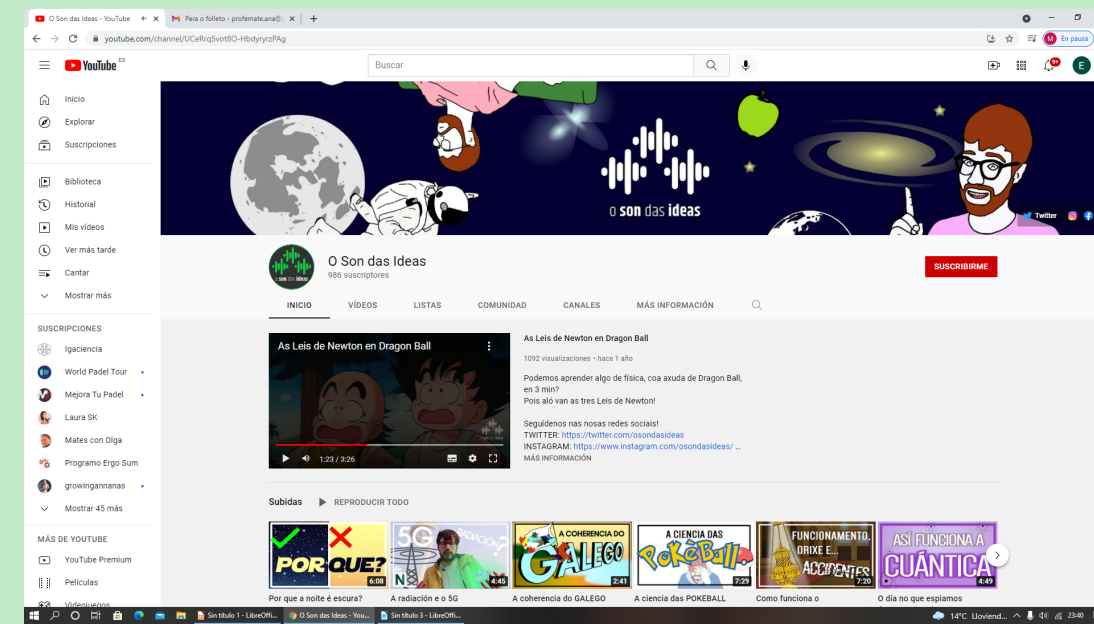 O Son das Ideas - YouTube
Para o folleto - profemate.ana@
youtube.com/channel/UCeRrq5vot8O-HbdyryrzPAg
En pausa
YouTube ES
Buscar
9+
E
Inicio
Explorar
Suscripciones
Biblioteca
Historial
Mis vídeos
Ver más tarde
Cantar
Mostrar más
SUSCRIPCIONES
Igaciencia
World Padel Tour
Mejora Tu Padel
Laura SK
Mates con Olga
Programo Ergo Sum
growingannanas
Mostrar 45 más
MÁS DE YOUTUBE
YouTube Premium
Películas
Videojuegos
o son das ideas
Twitter
O Son das Ideas
986 suscriptores
SUSCRIBIRME
INICIO VÍDEOS LISTAS COMUNIDAD CANALES MÁS INFORMACIÓN
As Leis de Newton en Dragon Ball
1:23 / 3:26
As Leis de Newton en Dragon Ball
1092 visualizaciones • hace 1 año
Podemos aprender algo de física, coa axuda de Dragon Ball,
en 3 min?
Pois aló van as tres Leis de Newton!
Seguídenos nas nosas redes sociais!
TWITTER: https://twitter.com/osondasideas
INSTAGRAM: https://www.instagram.com/osondasideas/ ...
MÁS INFORMACIÓN
Subidas REPRODUCIR TODO
POR QUE?
6:08
Por que a noite é escura?
5G
RADIACIÓN?
4:45
A radiación e o 5G
A COHERENCIA DO
GALEGO
2:41
A coherencia do GALEGO
A CIENCIA DAS
POKÉBALL
7:29
A ciencia das POKEBALL
FUNCIONAMENTO,
ORIXE E...
ACCIDENTES
7:20
Como funciona o
ASÍ FUNCIONA A
CUÁNTICA
4:49
O día no que espiamos
Sin título 1 - LibreOffi...
O Son das Ideas - You...
Sin título 3 - LibreOffi...
14°C Lloviend...
23:40